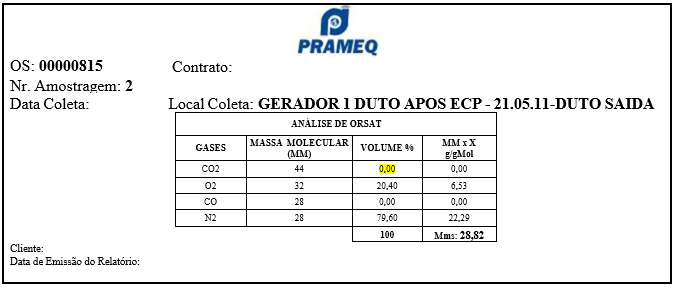 PRAMEQ
OS: 00000815 Contrato:
Nr. Amostragem: 2
Data Coleta: Local Coleta: GERADOR 1 DUTO APOS ECP - 21.05.11-DUTO SAIDA
ANÁLISE DE ORSAT
GASES MASSA MOLECULAR (MM) VOLUME % MM x X g/gMol
CO2 44 0,00 0,00
O2 32 20,40 6,53
CO 28 0,00 0,00
N2 28 79,60 22,29
100 Mms: 28,82
Cliente:
Data de Emissão do Relatório: